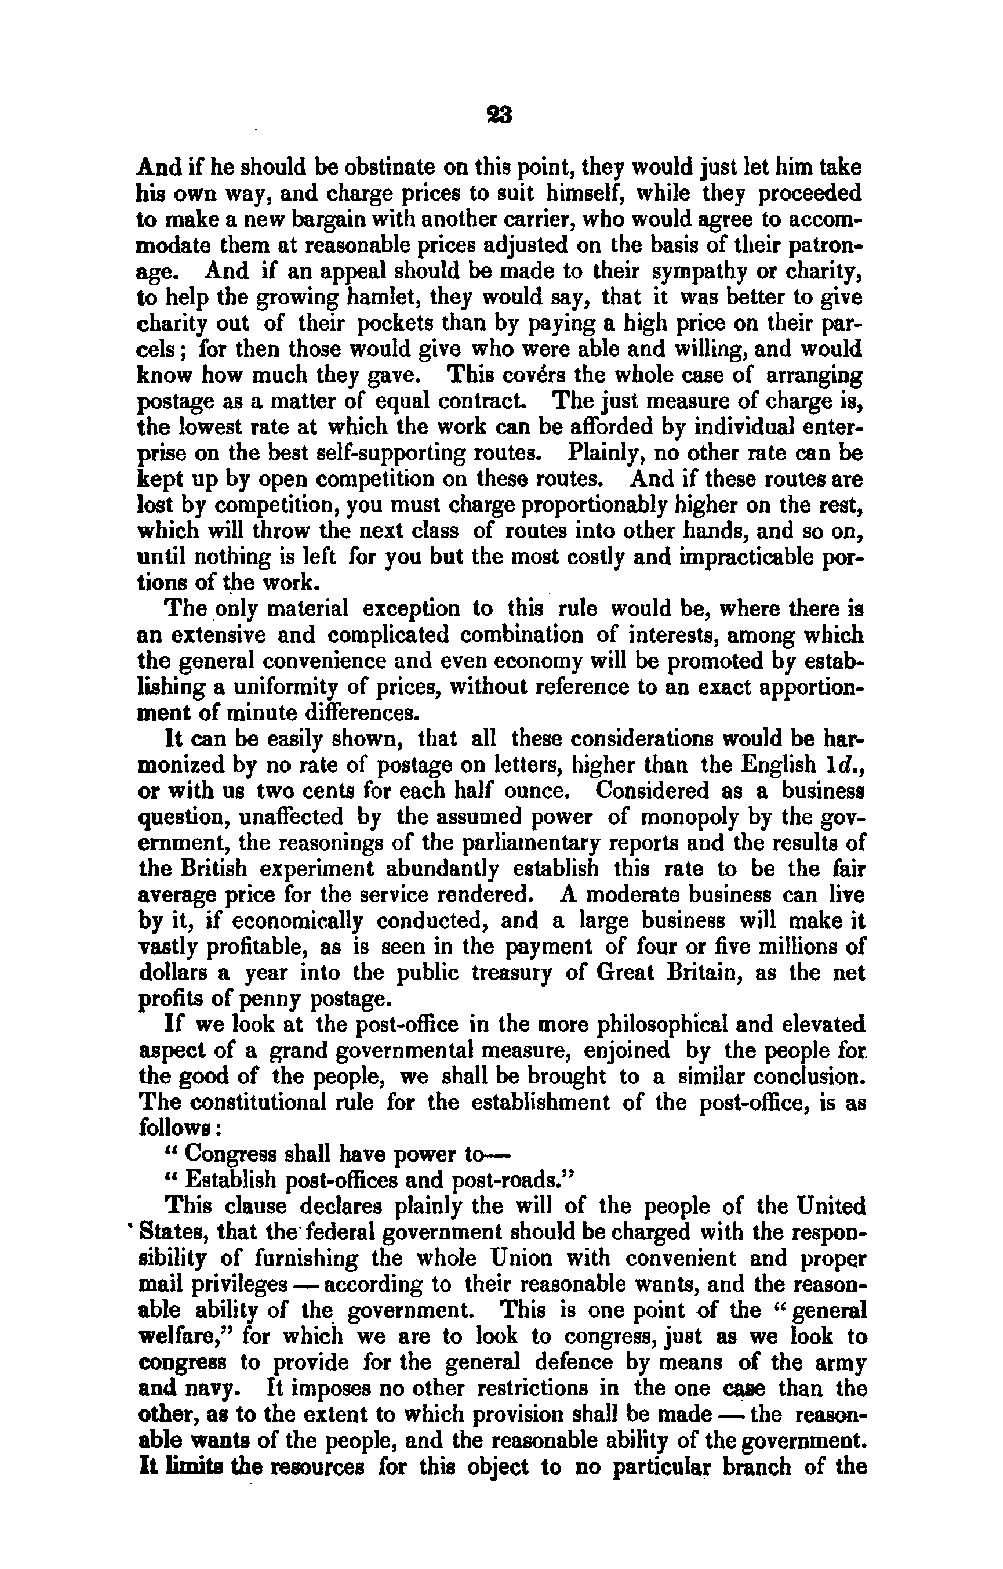 23
And if he should be obstinate on this point, they would just let him take
his own way, and charge prices to suit himself, while they proceeded
to make a new bargain with another carrier, who would agree to accom-
modate them at reasonable prices adjusted on the basis of their patron-
age. And if an appeal should be made to their sympathy or charity,
to help the growing hamlet, they would say, that it was better to give
charity out of their pockets than by paying a high price on their par-
cels; for then those would give who were able and willing, and would
know how much they gave. This covérs the whole case of arranging
postage as a matter of equal contract. The just measure of charge is,
the lowest rate at which the work can be afforded by individual enter-
prise on the best self-supporting routes. Plainly, no other rate can be
kept up by open competition on these routes. And if these routes are
lost by competition, you must charge proportionably higher on the rest,
which will throw the next class of routes into other hands, and so on,
until nothing is left for you but the most costly and impracticable por-
tions of the work.
The only material exception to this rule would be, where there is
an extensive and complicated combination of interests, among which
the general convenience and even economy will be promoted by estab-
lishing a uniformity of prices, without reference to an exact apportion-
ment of minute differences.
It can be easily shown, that all these considerations would be har-
monized by no rate of postage on letters, higher than the English 1d.,
or with us two cents for each half ounce. Considered as a business
question, unaffected by the assumed power of monopoly by the gov-
ernment, the reasonings of the parliamentary reports and the results of
the British experiment abundantly establish this rate to be the fair
average price for the service rendered. A moderate business can live
by it, if economically conducted, and a large business will make it
vastly profitable, as is seen in the payment of four or five millions of
dollars a year into the public treasury of Great Britain, as the net
profits of penny postage.
If we look at the post-office in the more philosophical and elevated
aspect of a grand governmental measure, enjoined by the people for
the good of the people, we shall be brought to a similar conclusion.
The constitutional rule for the establishment of the post-office, is as
follows:
"Congress shall have power to—
"Establish post-offices and post-roads."
This clause declares plainly the will of the people of the United
States, that the federal government should be charged with the respon-
sibility of furnishing the whole Union with convenient and proper
mail privileges — according to their reasonable wants, and the reason-
able ability of the government. This is one point of the "general
welfare," for which we are to look to congress, just as we look to
congress to provide for the general defence by means of the army
and navy. It imposes no other restrictions in the one case than the
other, as to the extent to which provision shall be made — the reason-
able wants of the people, and the reasonable ability of the government.
It limits the resources for this object to no particular branch of the